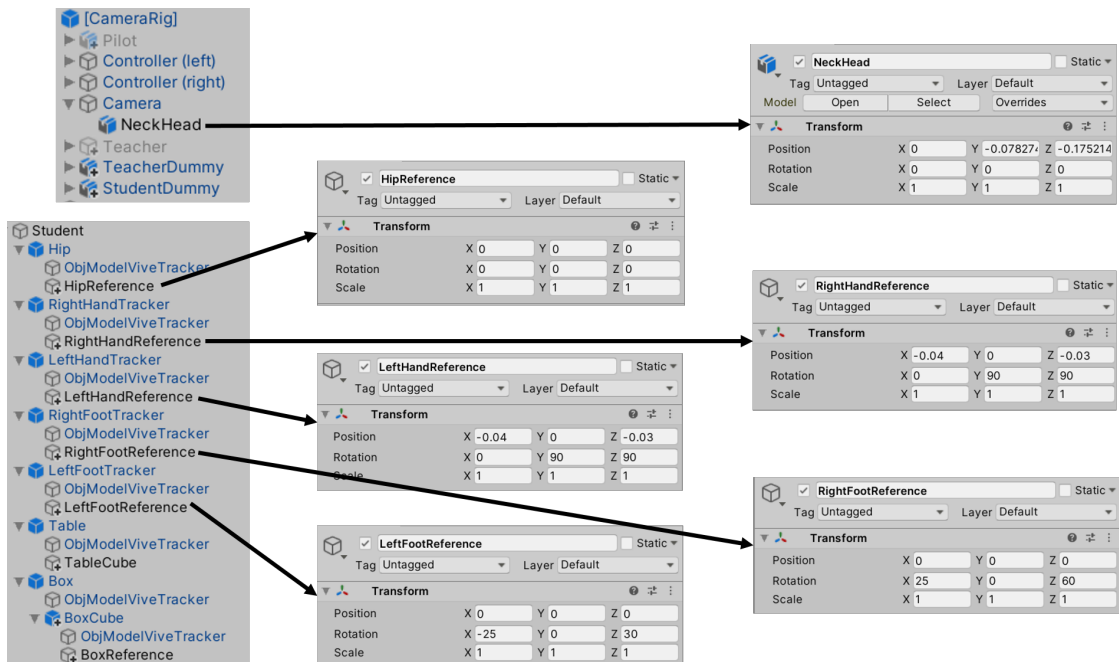 [CameraRig]
Pilot
Controller (left)
Controller (right)
Camera
NeckHead
Teacher
TeacherDummy
StudentDummy
Student
Hip
ObjModelViveTracker
HipReference
RightHandTracker
ObjModelViveTracker
RightHandReference
LeftHandTracker
ObjModelViveTracker
LeftHandReference
RightFootTracker
ObjModelViveTracker
RightFootReference
LeftFootTracker
ObjModelViveTracker
LeftFootReference
Table
ObjModelViveTracker
TableCube
Box
ObjModelViveTracker
BoxCube
ObjModelViveTracker
BoxReference
HipReference Static
Tag Untagged Layer Default
Transform
Position X 0 Y 0 Z 0
Rotation X 0 Y 0 Z 0
Scale X 1 Y 1 Z 1
LeftHandReference Static
Tag Untagged Layer Default
Transform
Position X -0.04 Y 0 Z -0.03
Rotation X 0 Y 90 Z 90
Scale X 1 Y 1 Z 1
LeftFootReference Static
Tag Untagged Layer Default
Transform
Position X 0 Y 0 Z 0
Rotation X -25 Y 0 Z 30
Scale X 1 Y 1 Z 1
NeckHead Static
Tag Untagged Layer Default
Model Open Select Overrides
Transform
Position X 0 Y -0.07827 Z -0.175214
Rotation X 0 Y 0 Z 0
Scale X 1 Y 1 Z 1
RightHandReference Static
Tag Untagged Layer Default
Transform
Position X -0.04 Y 0 Z -0.03
Rotation X 0 Y 90 Z 90
Scale X 1 Y 1 Z 1
RightFootReference Static
Tag Untagged Layer Default
Transform
Position X 0 Y 0 Z 0
Rotation X 25 Y 0 Z 60
Scale X 1 Y 1 Z 1